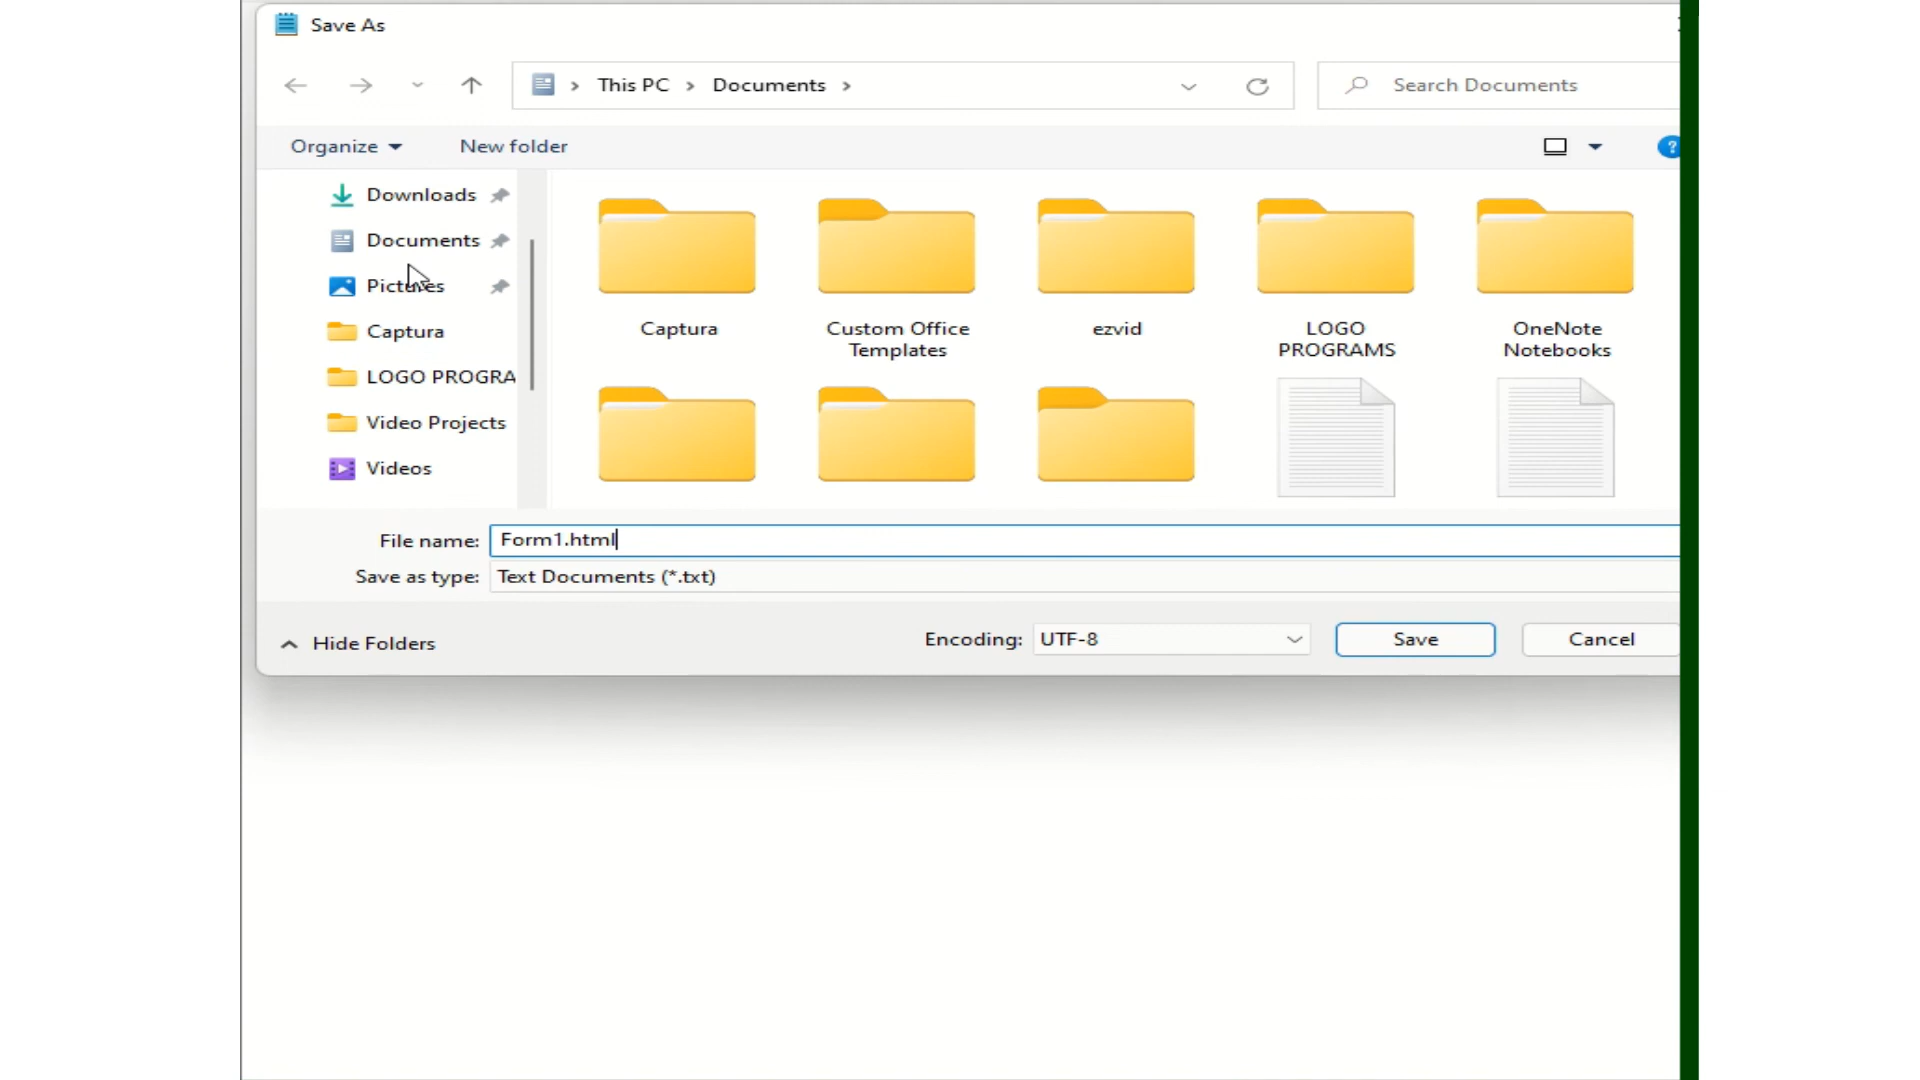 Save As
This PC > Documents >
Search Documents
Organize
New folder
?
Downloads
Documents
Pictures
Captura
LOGO PROGRA
Video Projects
Videos
Captura
Custom Office
Templates
ezvid
LOGO
PROGRAMS
OneNote
Notebooks
File name: Form1.html
Save as type: Text Documents (*.txt)
Hide Folders
Encoding: UTF-8
Save
Cancel